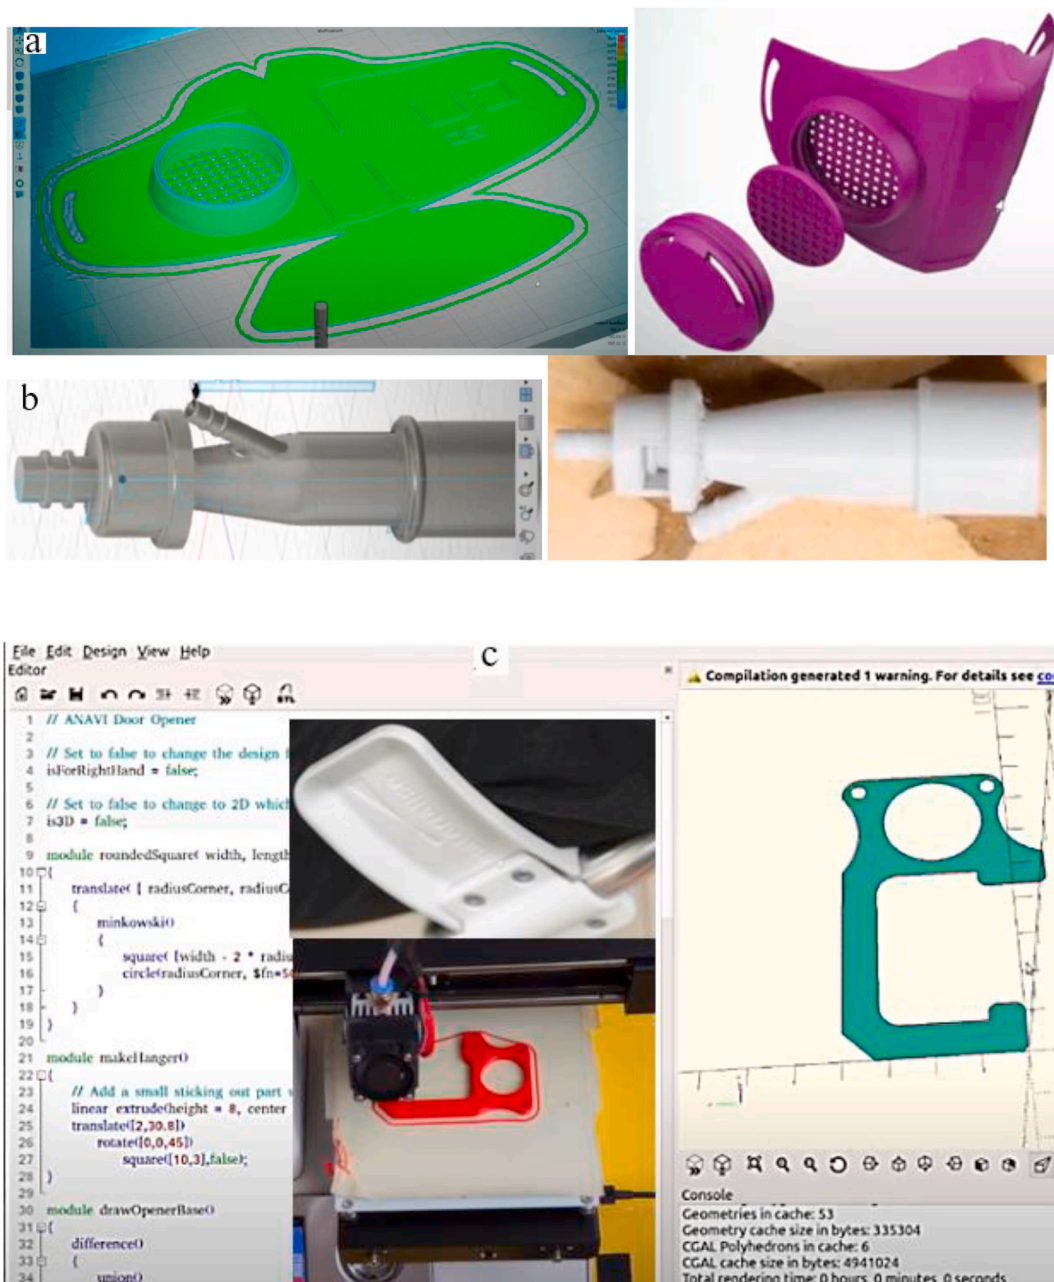 a
b
c
File Edit Design View Help
Editor
1 // ANAVI Door Opener
2
3 // Set to false to change the design
4 isForRightHand = false;
5
6 // Set to false to change to 2D which
7 is3D = false;
8
9 module roundedSquare( width, length
10 {
11 translate( [ radiusCorner, radiusCo
12 {
13 minkowski()
14 {
15 square( [width - 2 * radiu
16 circle(radiusCorner, $fn=50
17 }
18 }
19 }
20
21 module makeHanger()
22 {
23 // Add a small sticking out part
24 linear extrude(height = 8, center
25 translate([2,30.8])
26 rotate([0,0,45])
27 square([10,3],false);
28 }
29
30 module drawOpenerBase()
31 {
32 difference()
33 {
34 union()
STL
Compilation generated 1 warning. For details see co
Console
Geometries in cache: 53
Geometry cache size in bytes: 335304
CGAL Polyhedrons in cache: 6
CGAL cache size in bytes: 4941024
Total rendering time: 0 hours, 0 minutes, 0 seconds